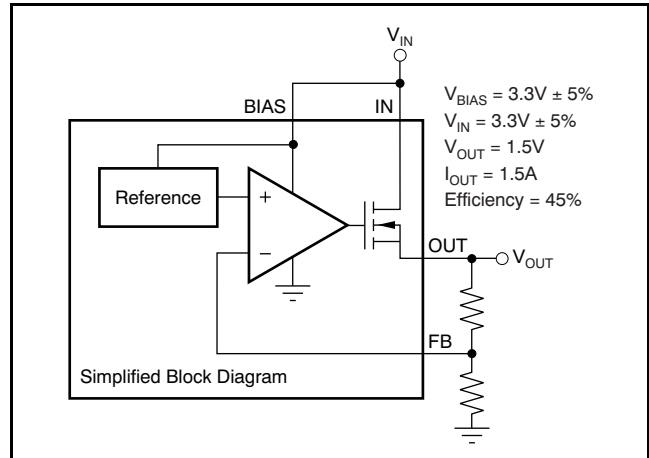 V_IN
BIAS
IN
V_BIAS = 3.3V ± 5%
V_IN = 3.3V ± 5%
V_OUT = 1.5V
I_OUT = 1.5A
Efficiency = 45%
Reference
+
−
OUT
V_OUT
FB
Simplified Block Diagram